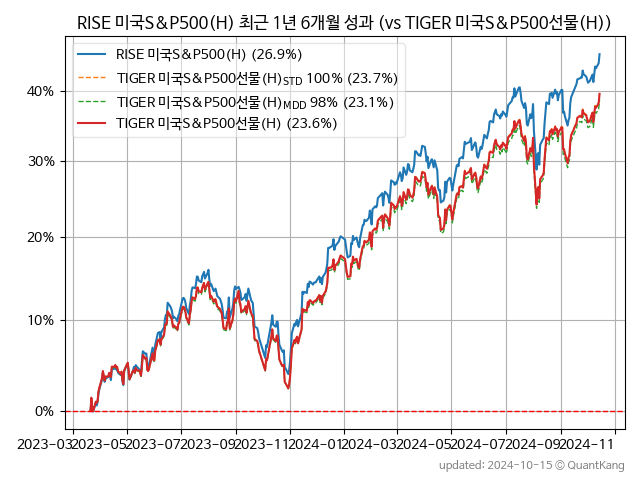 RISE 미국S&P500(H) 최근 1년 6개월 성과 (vs TIGER 미국S&P500선물(H))
RISE 미국S&P500(H) (26.9%)
TIGER 미국S&P500선물(H)STD 100% (23.7%)
TIGER 미국S&P500선물(H)MDD 98% (23.1%)
TIGER 미국S&P500선물(H) (23.6%)
40%
30%
20%
10%
0%
2023-03 2023-05 2023-07 2023-09 2023-11 2024-01 2024-03 2024-05 2024-07 2024-09 2024-11
updated: 2024-10-15 © QuantKang